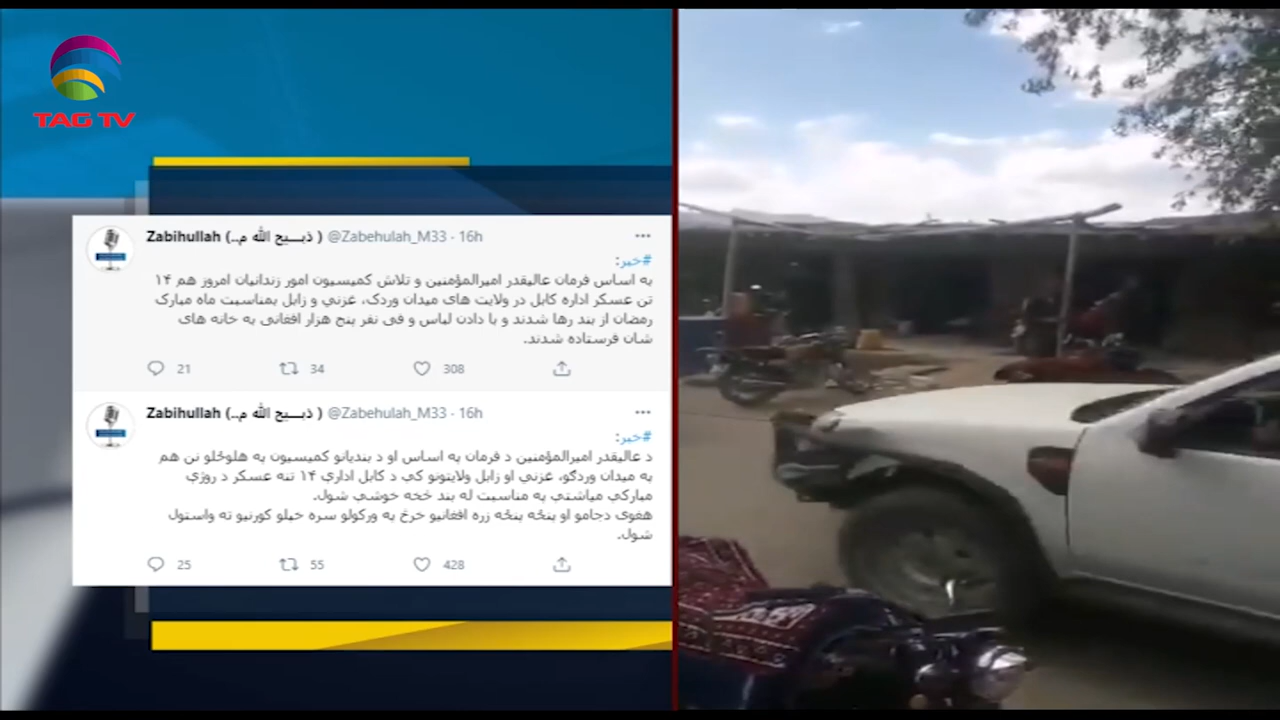 TAG TV
Zabihullah (..ذبـــیح الله م ) @Zabehulah_M33 · 16h
#خبر:
به اساس فرمان عالیقدر امیرالمؤمنین و تلاش کمیسیون امور زندانیان امروز هم ۱۴
تن عسکر اداره کابل در ولایت های میدان وردک، غزني و زابل بمناسبت ماه مبارک
رمضان از بند رها شدند و با دادن لباس و فی نفر پنج هزار افغانی به خانه های
شان فرستاده شدند.
21 34 308
Zabihullah (..ذبـــیح الله م ) @Zabehulah_M33 · 16h
#خبر:
د عالیقدر امیرالمؤمنین د فرمان په اساس او د بندیانو کمیسیون په هلوځلو نن هم
په میدان وردګو، غزني او زابل ولایتونو کې د کابل ادارې ۱۴ تنه عسکر د روژې
مبارکې میاشتې په مناسبت له بند څخه خوشې شول.
هغوی دجامو او پنځه پنځه زره افغانیو خرڅ په ورکولو سره خپلو کورنیو ته واستول
شول.
25 55 428